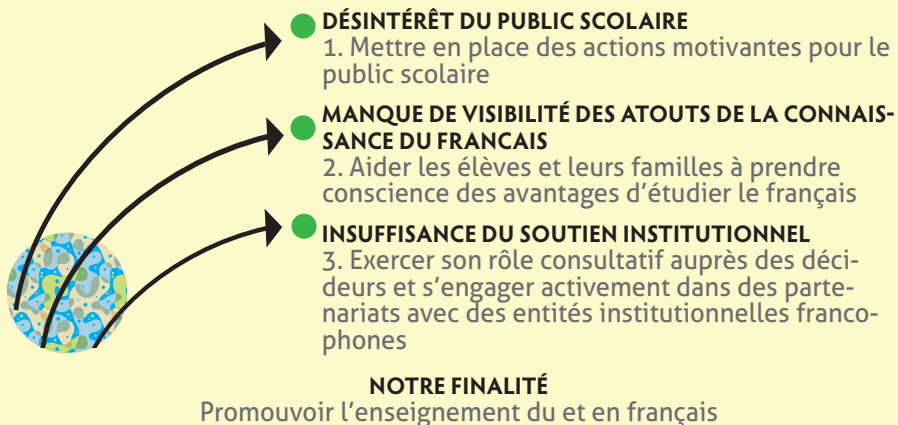 DÉSINTÉRÊT DU PUBLIC SCOLAIRE
1. Mettre en place des actions motivantes pour le
public scolaire
MANQUE DE VISIBILITÉ DES ATOUTS DE LA CONNAIS-
SANCE DU FRANCAIS
2. Aider les élèves et leurs familles à prendre
conscience des avantages d’étudier le français
INSUFFISANCE DU SOUTIEN INSTITUTIONNEL
3. Exercer son rôle consultatif auprès des déci-
deurs et s’engager activement dans des parte-
nariats avec des entités institutionnelles franco-
phones
NOTRE FINALITÉ
Promouvoir l’enseignement du et en français